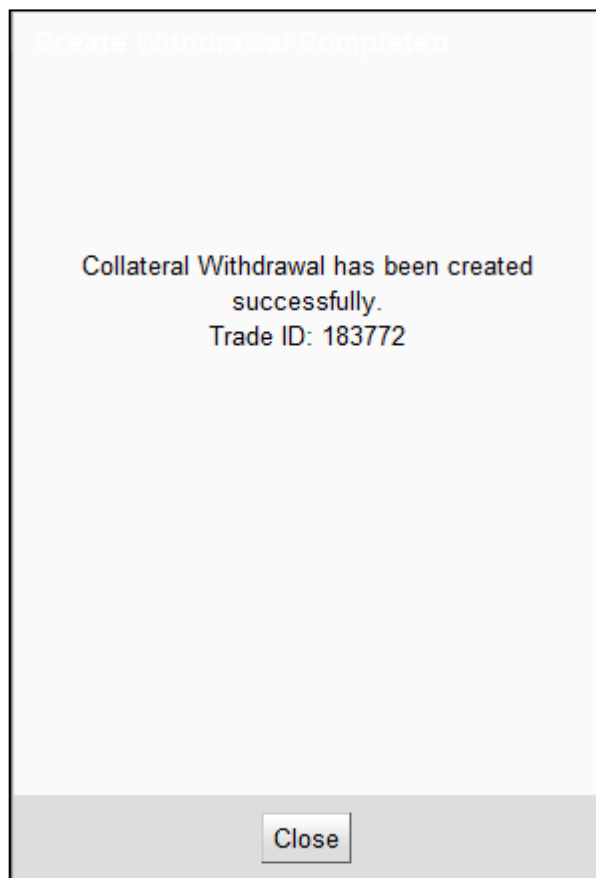 Create Withdrawal Completed
Collateral Withdrawal has been created
successfully.
Trade ID: 183772
Close